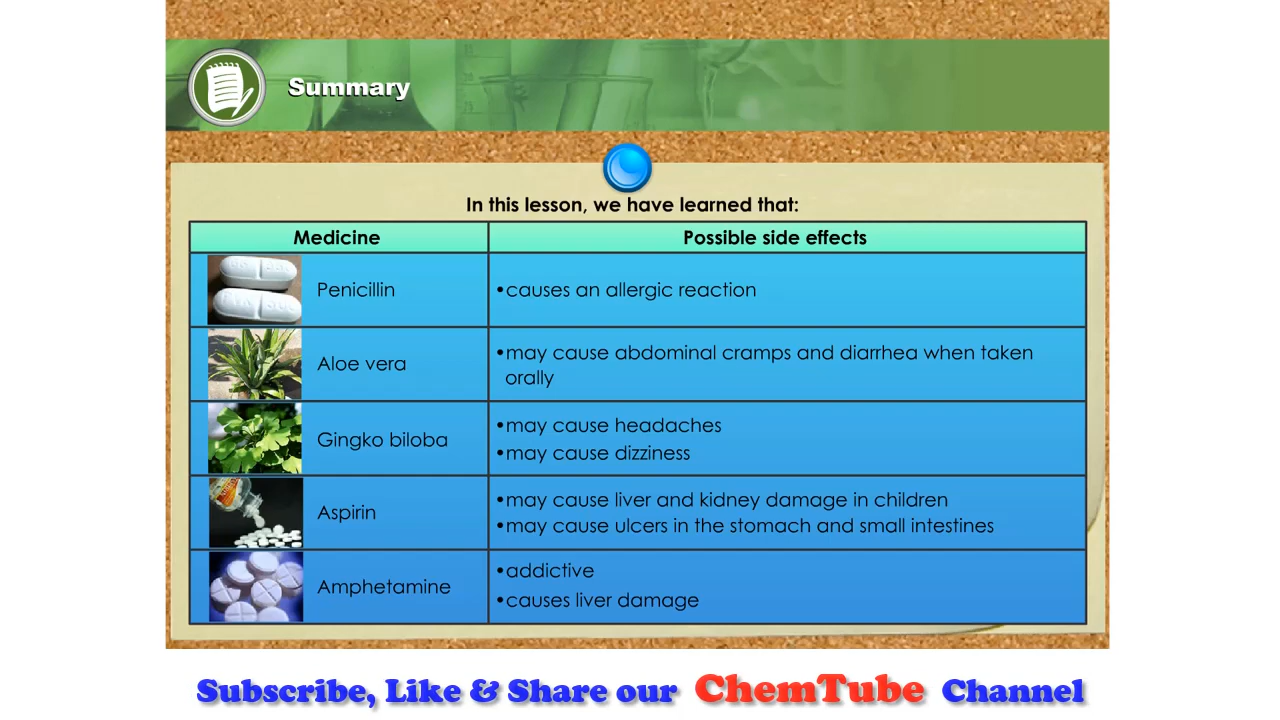 Summary
In this lesson, we have learned that:
Medicine
Possible side effects
Penicillin
•causes an allergic reaction
Aloe vera
•may cause abdominal cramps and diarrhea when taken
orally
Gingko biloba
•may cause headaches
•may cause dizziness
Aspirin
•may cause liver and kidney damage in children
•may cause ulcers in the stomach and small intestines
Amphetamine
•addictive
•causes liver damage
Subscribe, Like & Share our ChemTube Channel